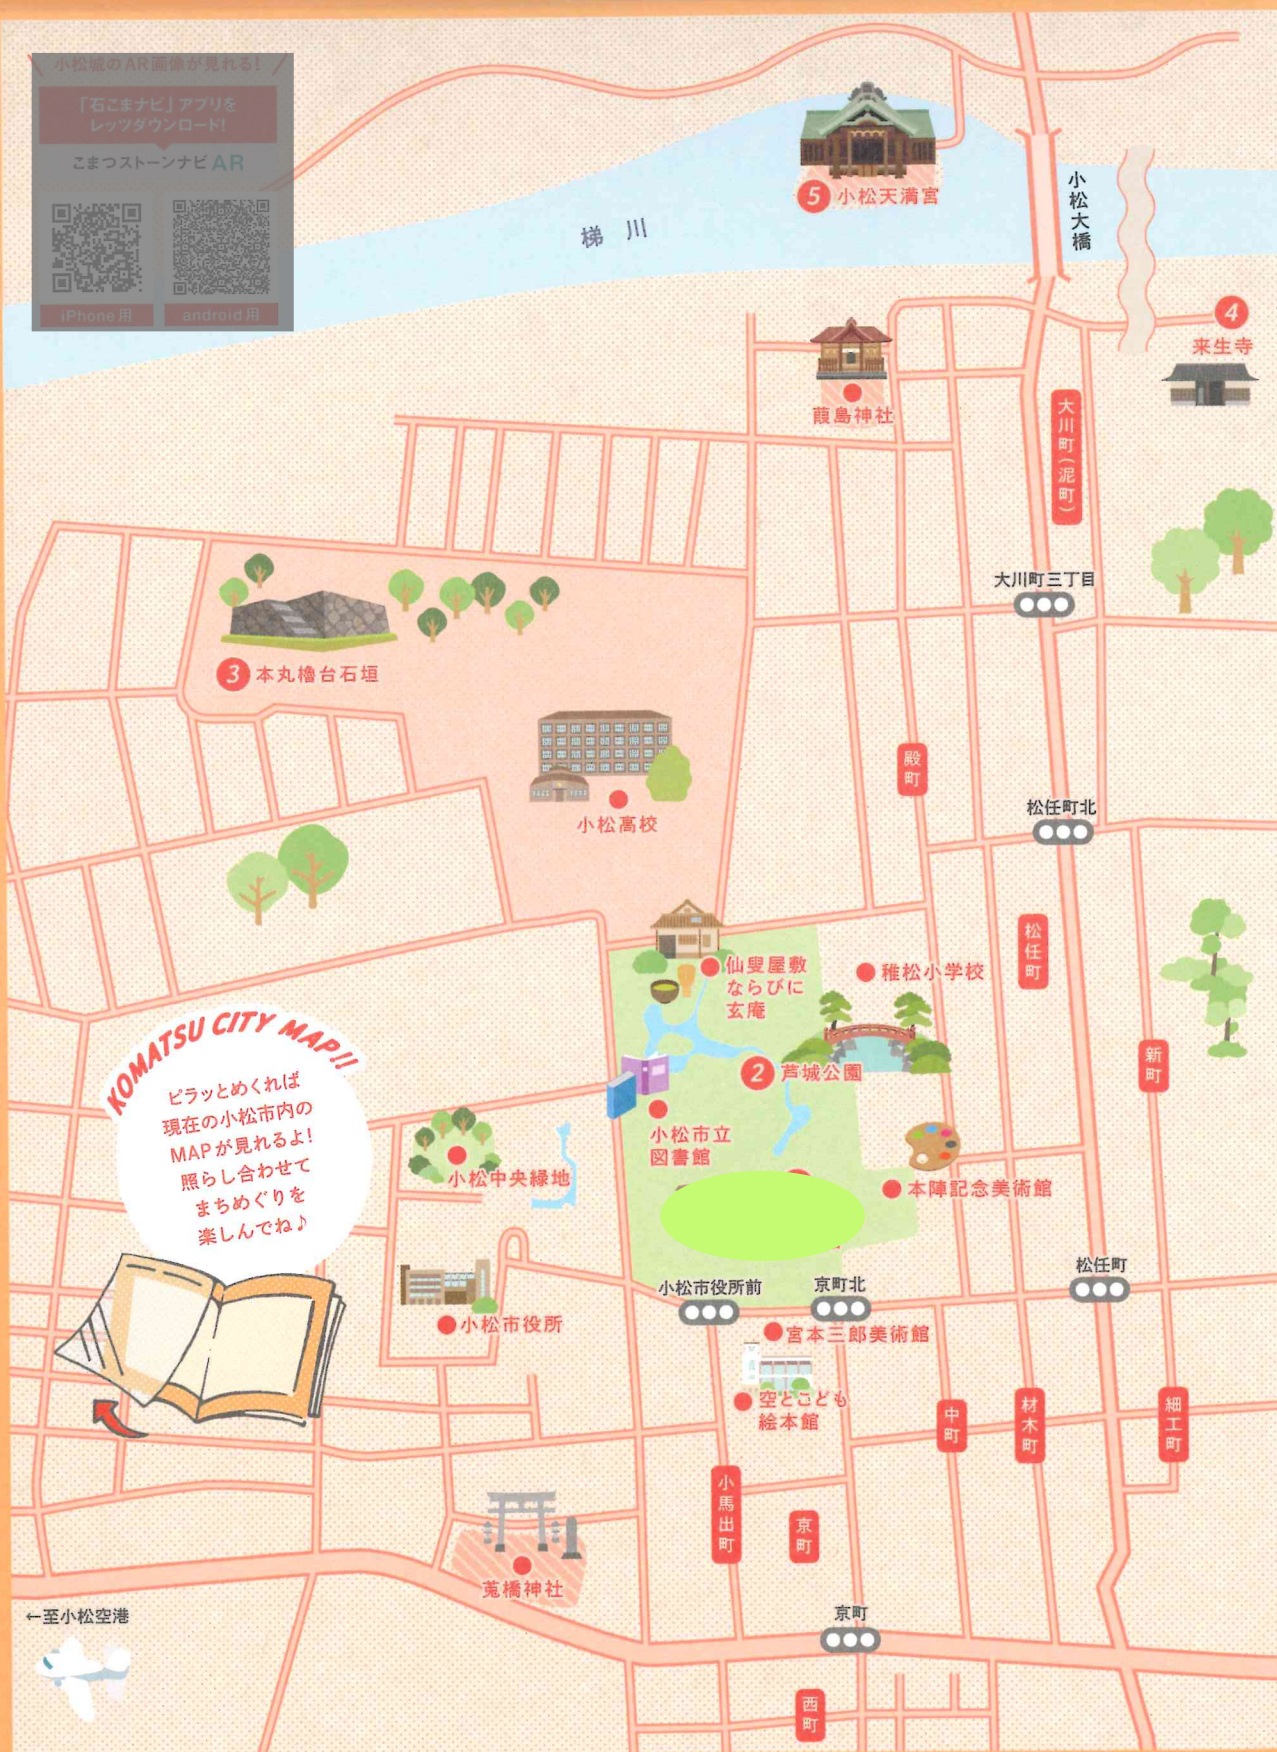 小松城のAR画像が見れる!
「石こまナビ」アプリを
レッツダウンロード!
こまつストーンナビAR
iPhone用
android用
5 小松天満宮
梯川
小松大橋
4
来生寺
葭島神社
大川町(泥町)
大川町三丁目
3 本丸櫓台石垣
小松高校
殿町
松任町北
松任町
仙叟屋敷
ならびに
玄庵
稚松小学校
2 芦城公園
新町
KOMATSU CITY MAP!!
ピラッとめくれば
現在の小松市内の
MAPが見れるよ!
照らし合わせて
まちめぐりを
楽しんでね♪
小松市立
図書館
小松中央緑地
本陣記念美術館
小松市役所前
京町北
松任町
小松市役所
宮本三郎美術館
空とこども
絵本館
中町
材木町
細工町
小馬出町
京町
莵橋神社
←至小松空港
京町
西町